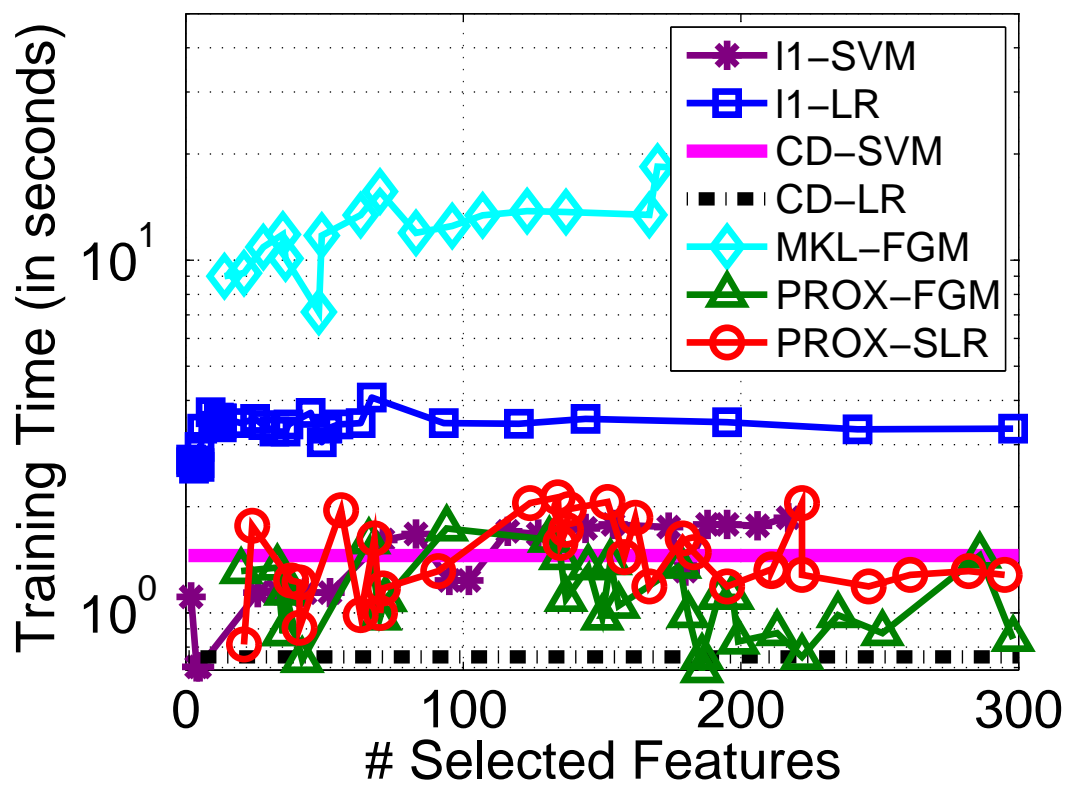 Training Time (in seconds)
10^1
10^0
l1−SVM
l1−LR
CD−SVM
CD−LR
MKL−FGM
PROX−FGM
PROX−SLR
0 100 200 300
# Selected Features